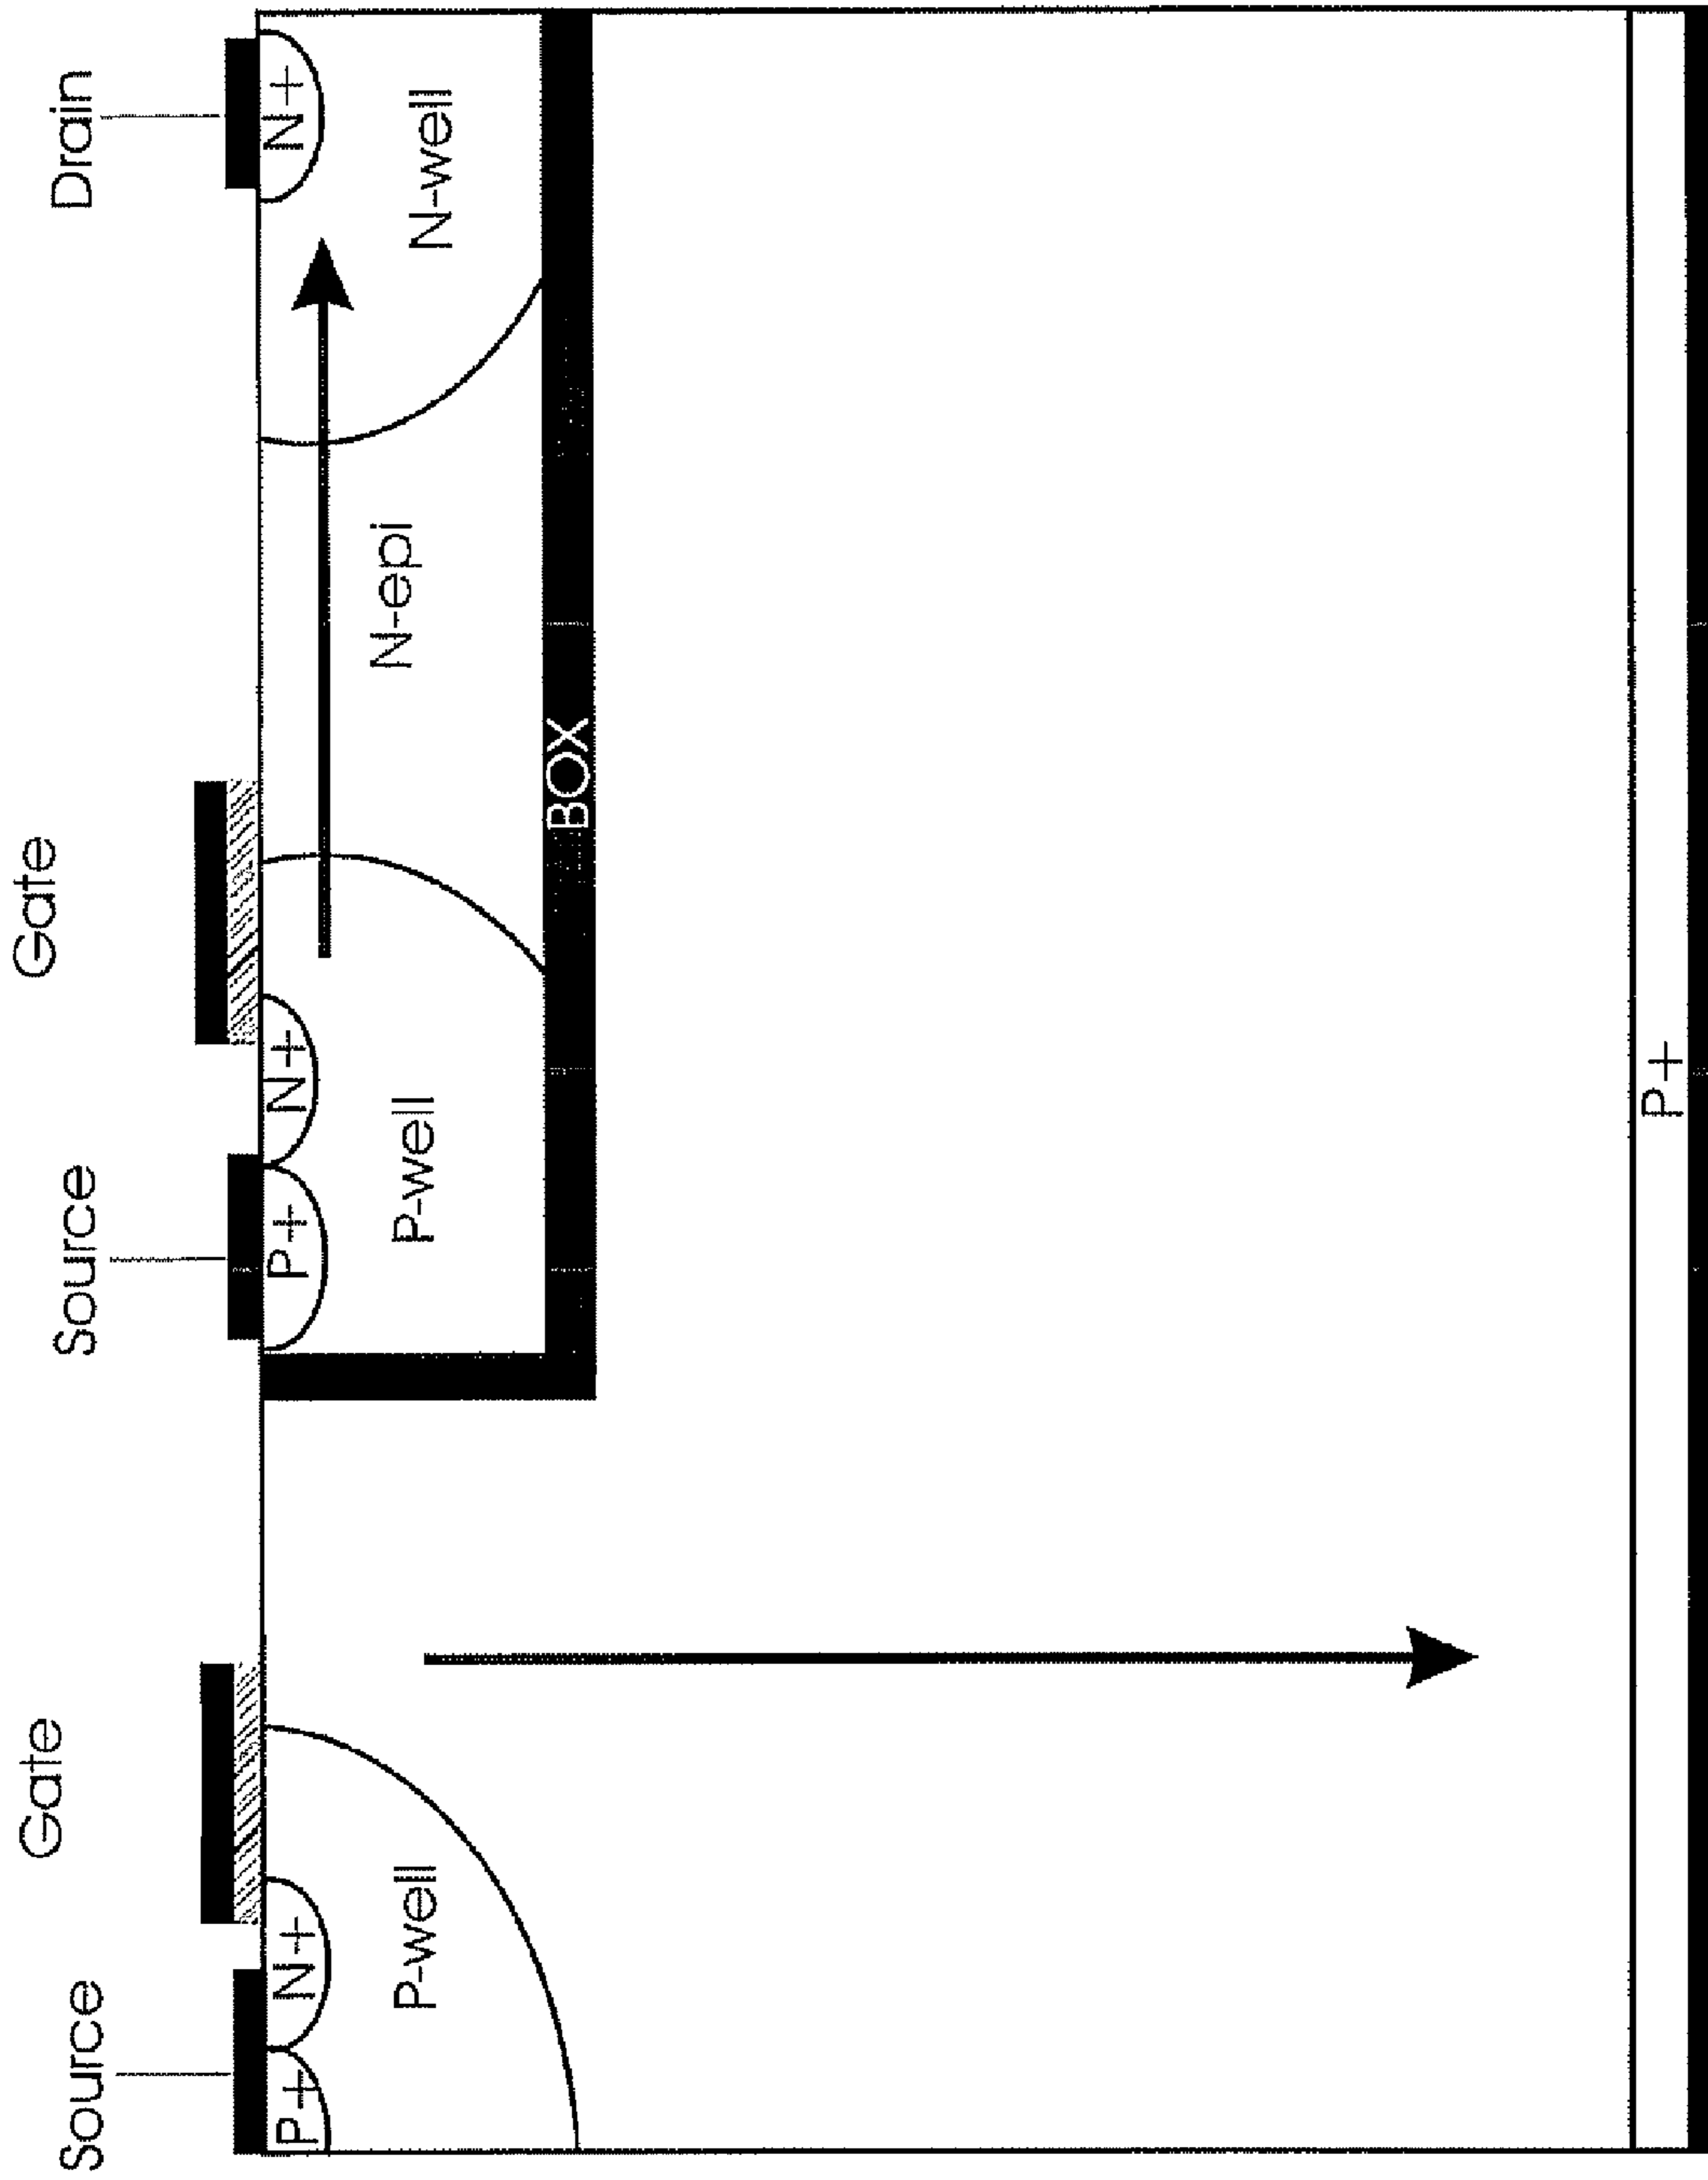 Source
Gate
Source
Gate
Drain
P+
N+
P+
N+
N+
P-well
P-well
N-epi
N-well
BOX
P+